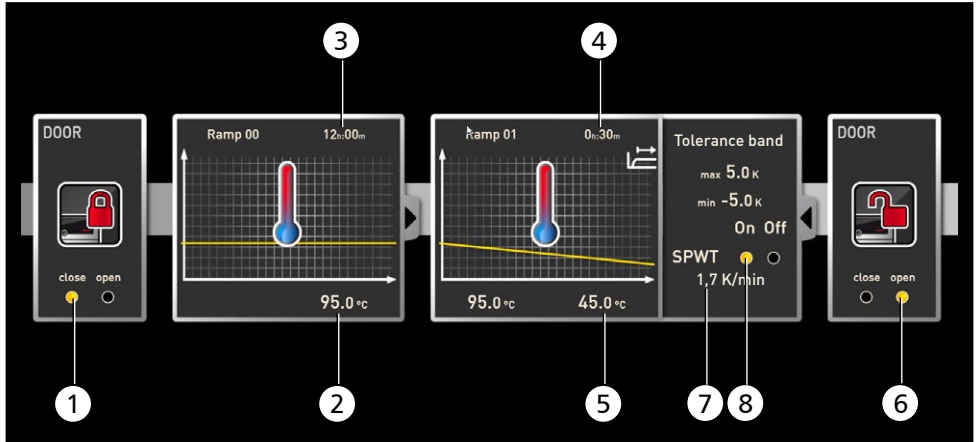 3
4
DOOR
close open
1
Ramp 00 12h:00m
95.0 °C
2
Ramp 01 0h:30m
95.0 °C 45.0 °C
5
Tolerance band
max 5.0 K
min -5.0 K
On Off
SPWT
1,7 K/min
7 8
DOOR
close open
6